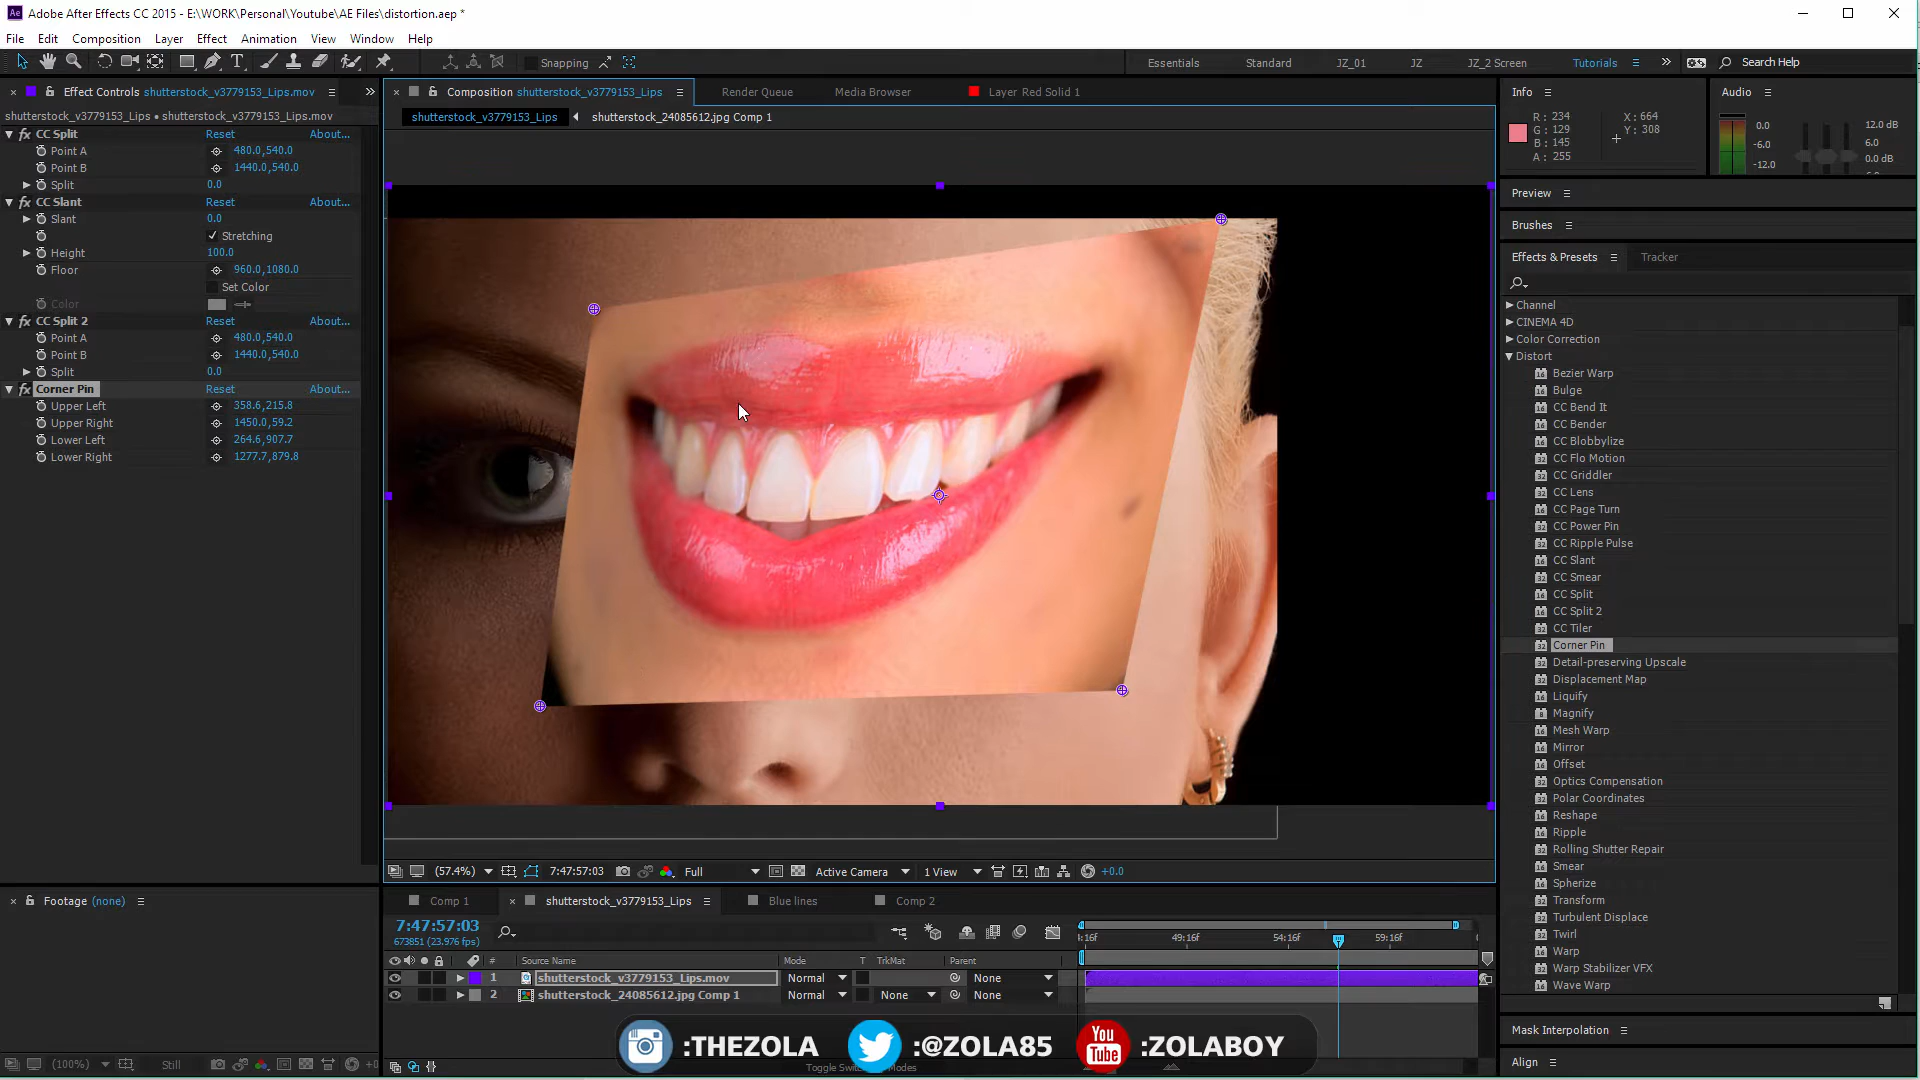 Ae Adobe After Effects CC 2015 - E:\WORK\Personal\Youtube\AE Files\distortion.aep *
File Edit Composition Layer Effect Animation View Window Help
Snapping Essentials Standard JZ_01 JZ JZ_2 Screen Tutorials Search Help
Effect Controls shutterstock_v3779153_Lips.mov
shutterstock_v3779153_Lips • shutterstock_v3779153_Lips.mov
fx CC Split Reset About...
Point A 480.0,540.0
Point B 1440.0,540.0
Split 0.0
fx CC Slant Reset About...
Slant 0.0
Stretching
Height 100.0
Floor 960.0,1080.0
Set Color
Color
fx CC Split 2 Reset About...
Point A 480.0,540.0
Point B 1440.0,540.0
Split 0.0
fx Corner Pin Reset About...
Upper Left 358.6,215.8
Upper Right 1450.0,59.2
Lower Left 264.6,907.7
Lower Right 1277.7,879.8
Composition shutterstock_v3779153_Lips Render Queue Media Browser Layer Red Solid 1
shutterstock_v3779153_Lips shutterstock_24085612.jpg Comp 1
(57.4%) 7:47:57:03 Full Active Camera 1 View +0.0
Info Audio
R: 234 X: 664
G: 129 Y: 308
B: 145
A: 255
0.0 12.0 dB
-6.0 6.0
-12.0 0.0 dB
Preview
Brushes
Effects & Presets Tracker
Channel
CINEMA 4D
Color Correction
Distort
Bezier Warp
Bulge
CC Bend It
CC Bender
CC Blobbylize
CC Flo Motion
CC Griddler
CC Lens
CC Page Turn
CC Power Pin
CC Ripple Pulse
CC Slant
CC Smear
CC Split
CC Split 2
CC Tiler
Corner Pin
Detail-preserving Upscale
Displacement Map
Liquify
Magnify
Mesh Warp
Mirror
Offset
Optics Compensation
Polar Coordinates
Reshape
Ripple
Rolling Shutter Repair
Smear
Spherize
Transform
Turbulent Displace
Twirl
Warp
Warp Stabilizer VFX
Wave Warp
Mask Interpolation
Align
Footage (none)
(100%) Still
Comp 1 shutterstock_v3779153_Lips Blue lines Comp 2
7:47:57:03
673851 (23.976 fps)
:16f 49:16f 54:16f 59:16f
# Source Name Mode T TrkMat Parent
1 shutterstock_v3779153_Lips.mov Normal None
2 shutterstock_24085612.jpg Comp 1 Normal None None
:THEZOLA :@ZOLA85 You Tube :ZOLABOY